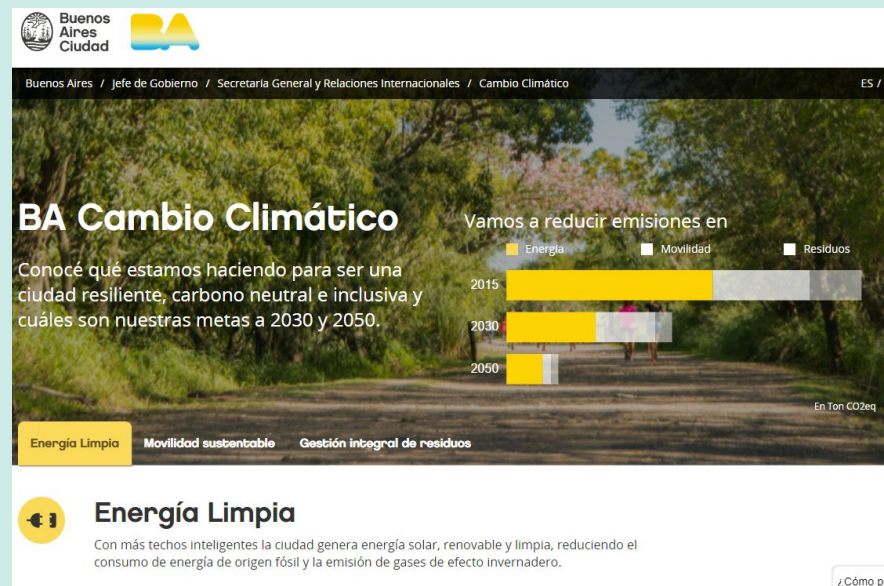 Buenos
Aires
Ciudad
BA
Buenos Aires / Jefe de Gobierno / Secretaría General y Relaciones Internacionales / Cambio Climático
ES /
BA Cambio Climático
Conocé qué estamos haciendo para ser una
ciudad resiliente, carbono neutral e inclusiva y
cuáles son nuestras metas a 2030 y 2050.
Vamos a reducir emisiones en
Energía Movilidad Residuos
2015
2030
2050
En Ton CO2eq
Energía Limpia Movilidad sustentable Gestión integral de residuos
Energía Limpia
Con más techos inteligentes la ciudad genera energía solar, renovable y limpia, reduciendo el
consumo de energía de origen fósil y la emisión de gases de efecto invernadero.
¿Cómo p